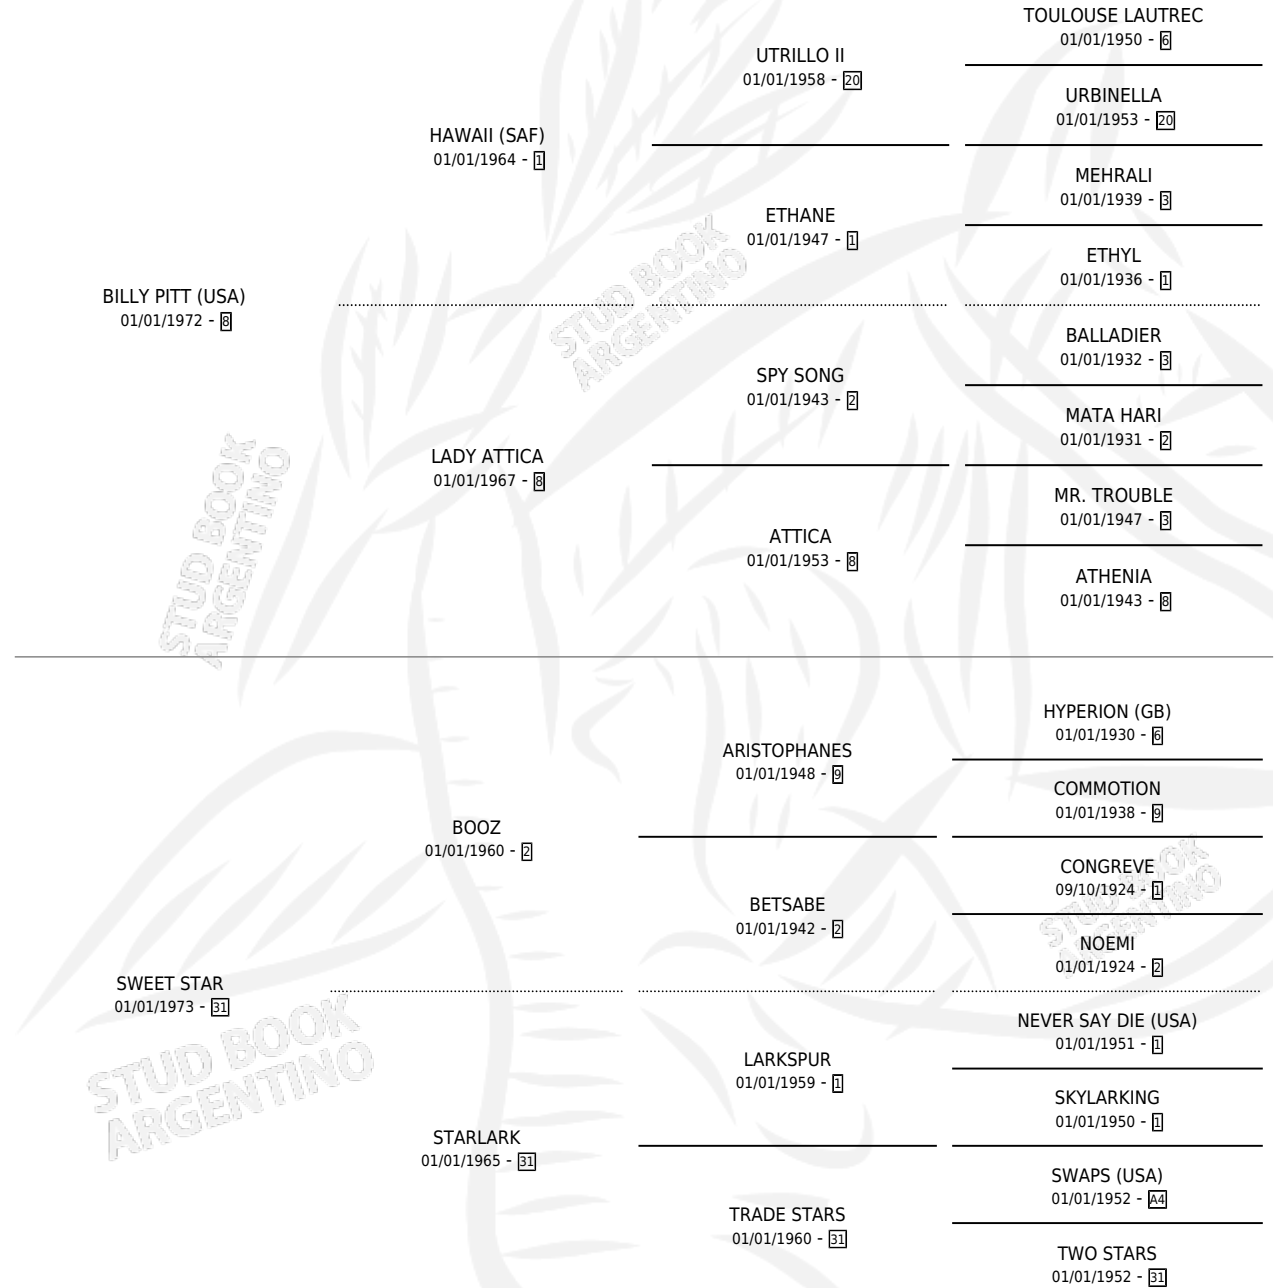 TOULOUSE LAUTREC
01/01/1950 - 6
UTRILLO II
01/01/1958 - 20
URBINELLA
01/01/1953 - 20
HAWAII (SAF)
01/01/1964 - 1
MEHRALI
01/01/1939 - 3
ETHANE
01/01/1947 - 1
ETHYL
01/01/1936 - 1
BILLY PITT (USA)
01/01/1972 - 8
STUD BOOK
ARGENTINO
BALLADIER
01/01/1932 - 3
SPY SONG
01/01/1943 - 2
MATA HARI
01/01/1931 - 2
LADY ATTICA
01/01/1967 - 8
MR. TROUBLE
01/01/1947 - 3
ATTICA
01/01/1953 - 8
ATHENIA
01/01/1943 - 8
STUD BOOK
ARGENTINO
HYPERION (GB)
01/01/1930 - 6
ARISTOPHANES
01/01/1948 - 9
COMMOTION
01/01/1938 - 9
BOOZ
01/01/1960 - 2
CONGREVE
09/10/1924 - 1
BETSABE
01/01/1942 - 2
NOEMI
01/01/1924 - 2
STUD BOOK
ARGENTINO
SWEET STAR
01/01/1973 - 31
NEVER SAY DIE (USA)
01/01/1951 - 1
LARKSPUR
01/01/1959 - 1
SKYLARKING
01/01/1950 - 1
STUD BOOK
ARGENTINO
STARLARK
01/01/1965 - 31
SWAPS (USA)
01/01/1952 - A4
TRADE STARS
01/01/1960 - 31
TWO STARS
01/01/1952 - 31